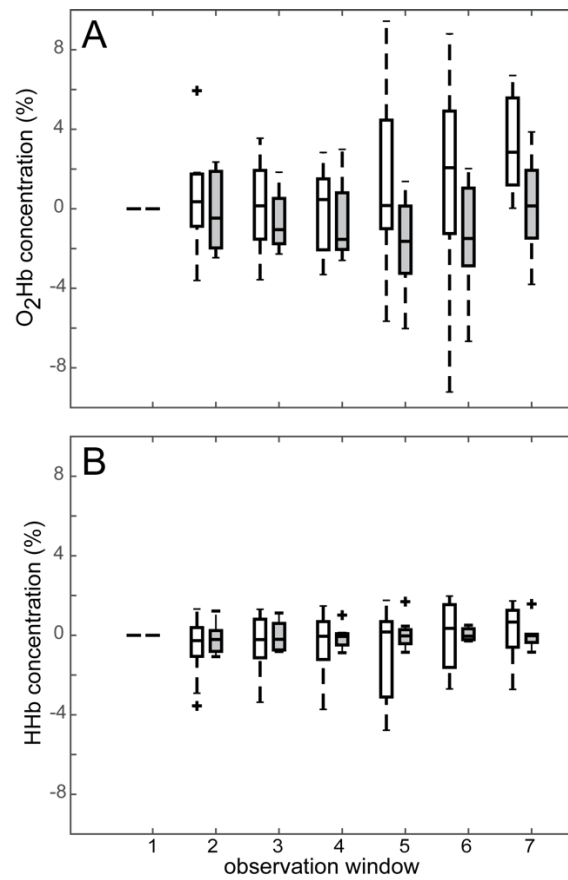 A
8
4
0
-4
-8
O₂Hb concentration (%)
B
8
4
0
-4
-8
HHb concentration (%)
1 2 3 4 5 6 7
observation window